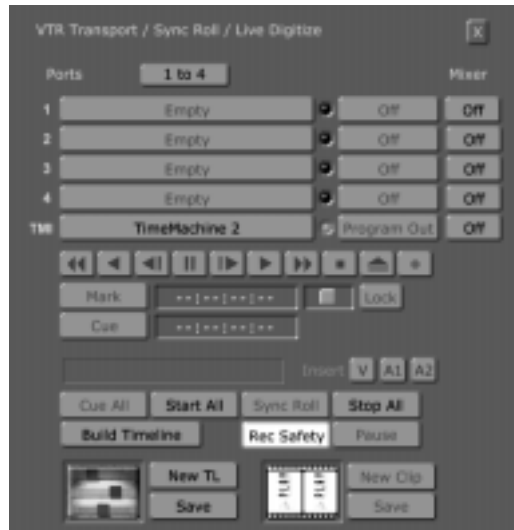 VTR Transport / Sync Roll / Live Digitize X
Ports 1 to 4 Mixer
1 Empty Off Off
2 Empty Off Off
3 Empty Off Off
4 Empty Off Off
TM TimeMachine 2 Program Out Off
Mark --:--:--:-- Lock
Cue --:--:--:--
Insert V A1 A2
Cue All Start All Sync Roll Stop All
Build Timeline Rec Safety Pause
New TL New Clip
Save Save